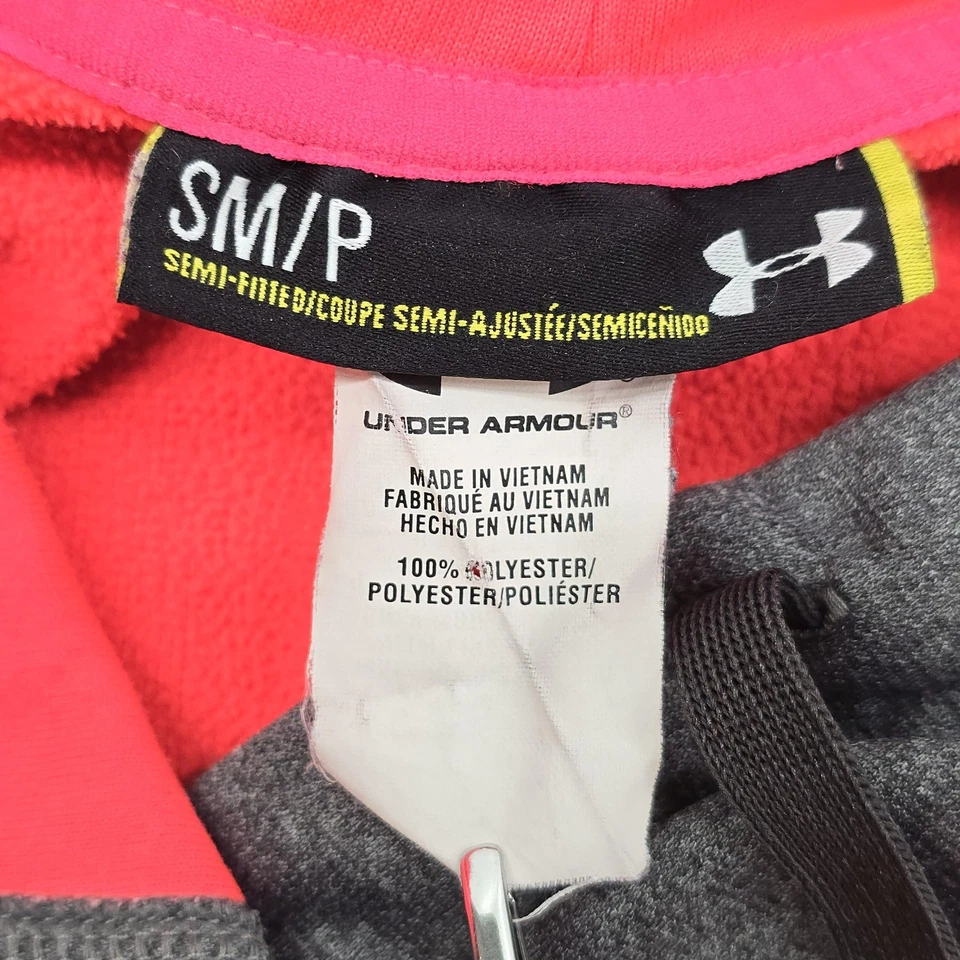 SM/P
SEMI-FITTED/COUPE SEMI-AJUSTÉE/SEMICEÑIDO
UNDER ARMOUR®
MADE IN VIETNAM
FABRIQUÉ AU VIETNAM
HECHO EN VIETNAM
100% POLYESTER/
POLYESTER/POLIÉSTER